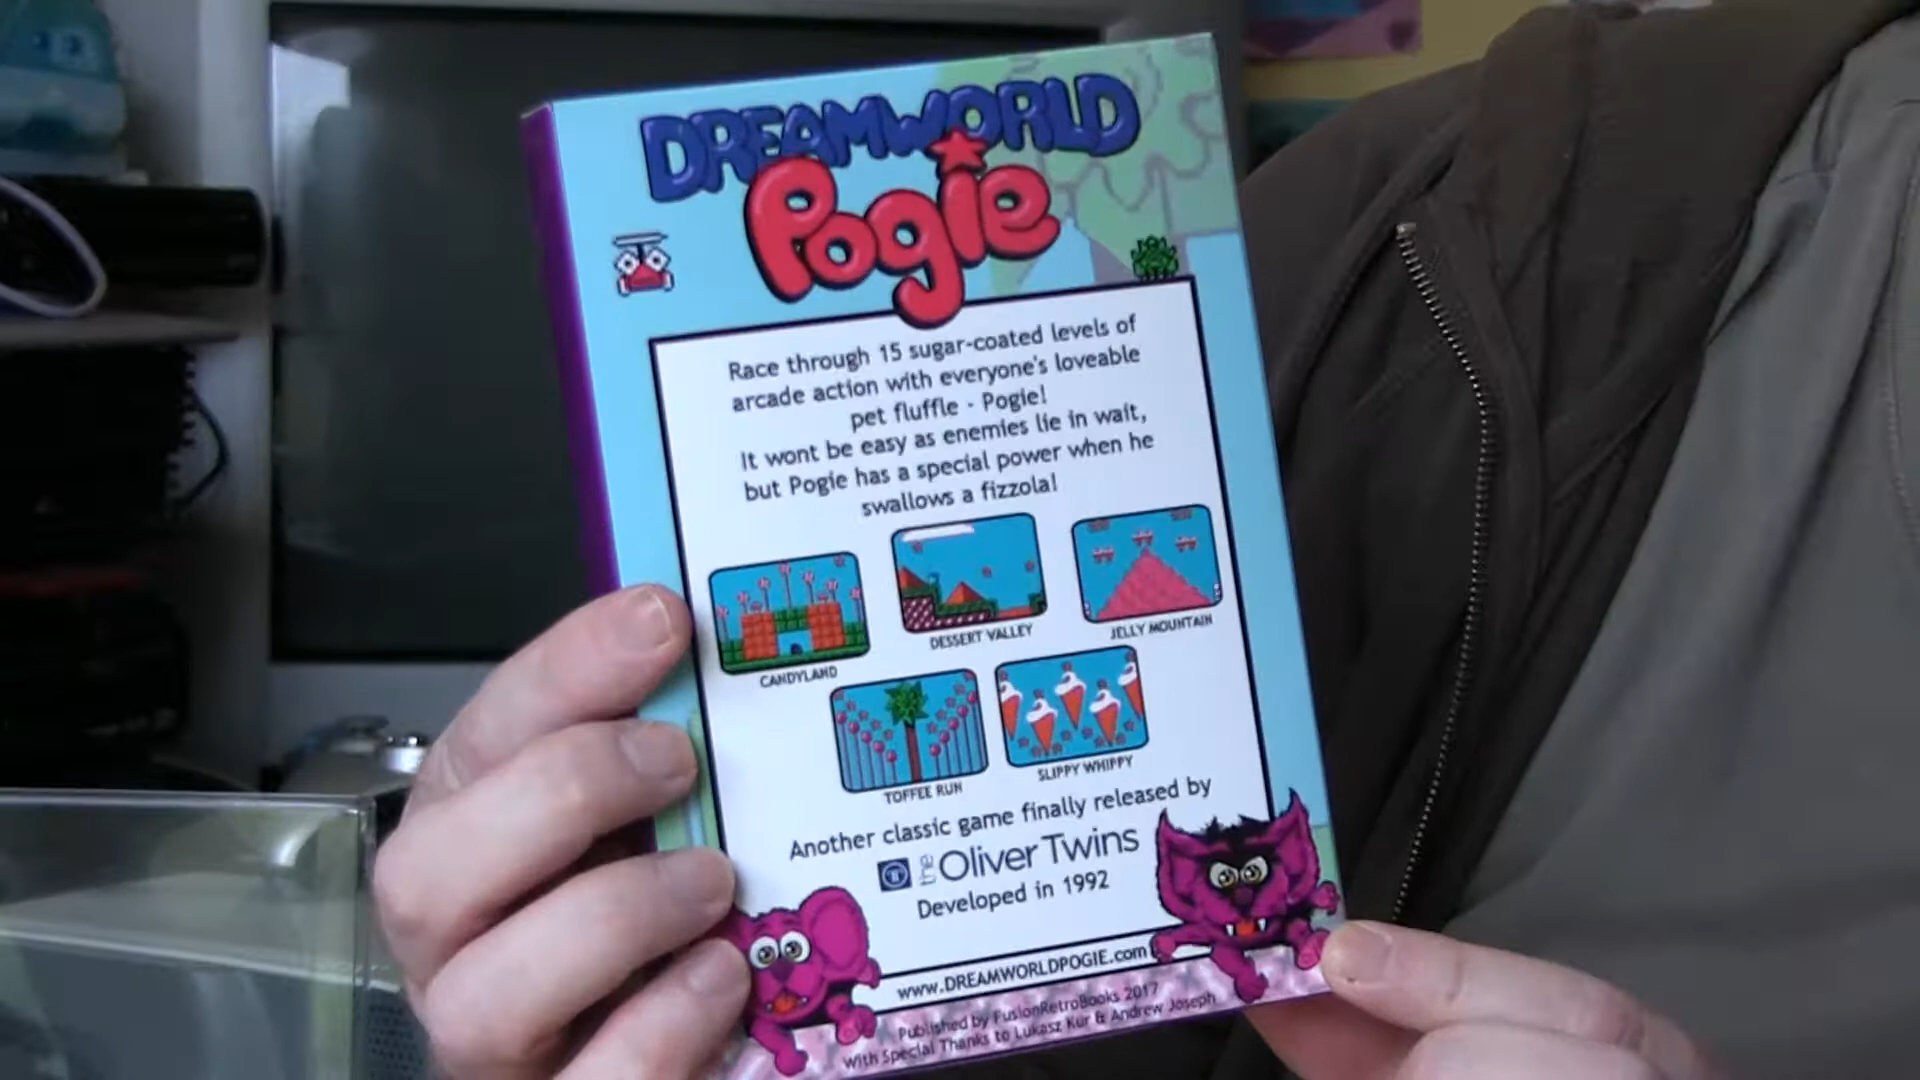 DREAMWORLD
Pogie
Race through 15 sugar-coated levels of
arcade action with everyone's loveable
pet fluffle - Pogie!
It wont be easy as enemies lie in wait,
but Pogie has a special power when he
swallows a fizzola!
CANDYLAND
DESSERT VALLEY
JELLY MOUNTAIN
TOFFEE RUN
SLIPPY WHIPPY
Another classic game finally released by
the Oliver Twins
Developed in 1992
www.DREAMWORLDPOGIE.com
Published by FusionRetroBooks 2017
With Special Thanks to Lukasz Kur & Andrew Joseph